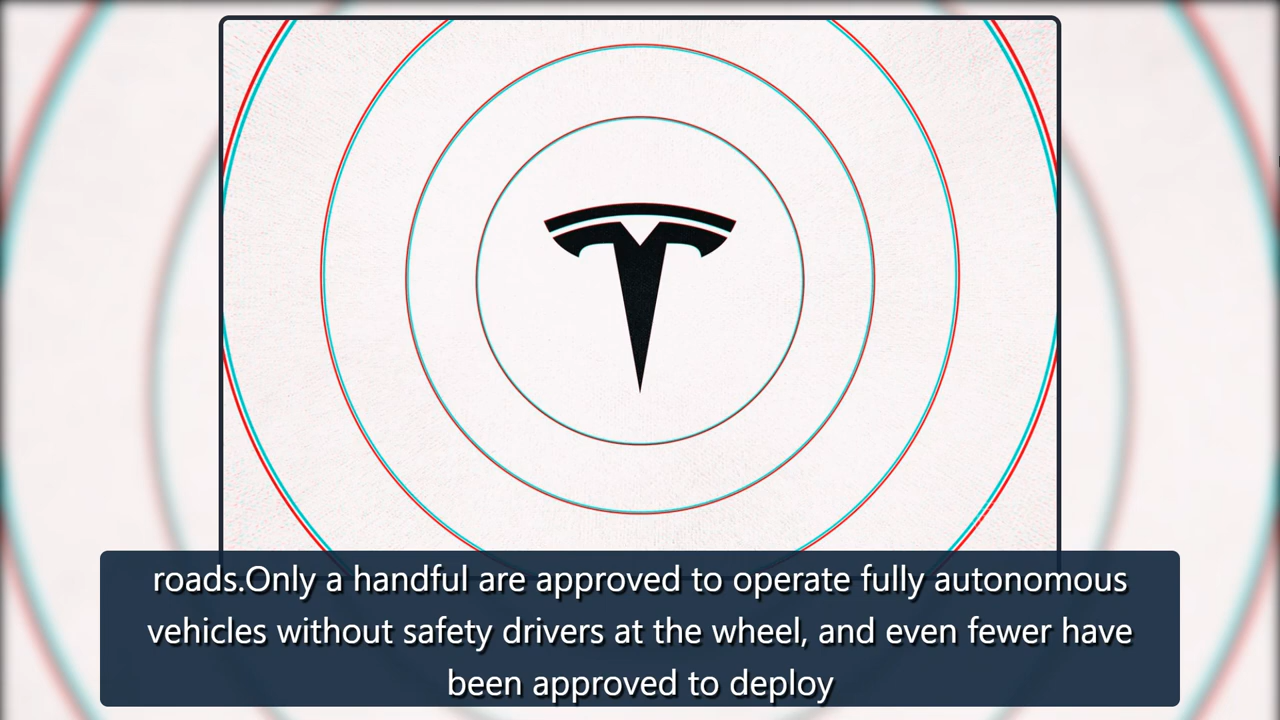 roads.Only a handful are approved to operate fully autonomous
vehicles without safety drivers at the wheel, and even fewer have
been approved to deploy